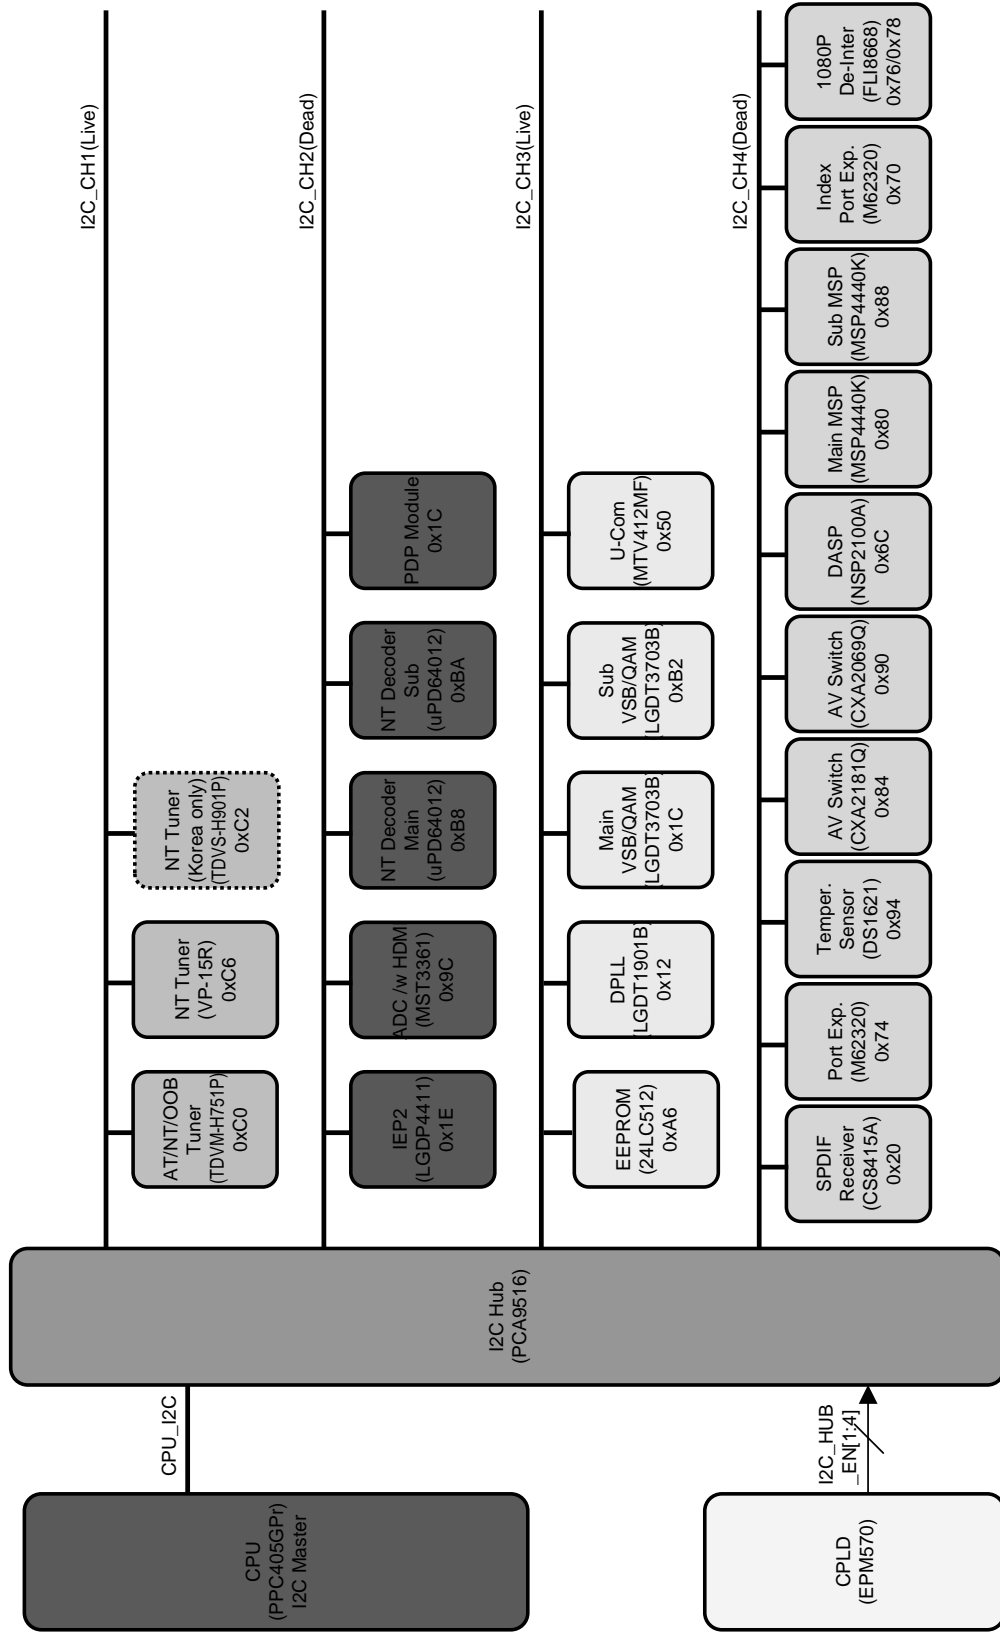 CPU
(PPC405GPr)
I2C Master
CPLD
(EPM570)
CPU_I2C
I2C_HUB
_EN[1:4]
I2C Hub
(PCA9516)
I2C_CH1(Live)
AT/NT/OOB
Tuner
(TDVM-H751P)
0xC0
NT Tuner
(VP-15R)
0xC6
NT Tuner
(Korea only)
(TDVS-H901P)
0xC2
I2C_CH2(Dead)
IEP2
(LGDP4411)
0x1E
ADC /w HDM
(MST3361)
0x9C
NT Decoder
Main
(uPD64012)
0xB8
NT Decoder
Sub
(uPD64012)
0xBA
PDP Module
0x1C
I2C_CH3(Live)
EEPROM
(24LC512)
0xA6
DPLL
(LGDT1901B)
0x12
Main
VSB/QAM
(LGDT3703B)
0x1C
Sub
VSB/QAM
(LGDT3703B)
0xB2
U-Com
(MTV412MF)
0x50
I2C_CH4(Dead)
SPDIF
Receiver
(CS8415A)
0x20
Port Exp.
(M62320)
0x74
Temper.
Sensor
(DS1621)
0x94
AV Switch
(CXA2181Q)
0x84
AV Switch
(CXA2069Q)
0x90
DASP
(NSP2100A)
0x6C
Main MSP
(MSP4440K)
0x80
Sub MSP
(MSP4440K)
0x88
Index
Port Exp.
(M62320)
0x70
1080P
De-Inter
(FLI8668)
0x76/0x78